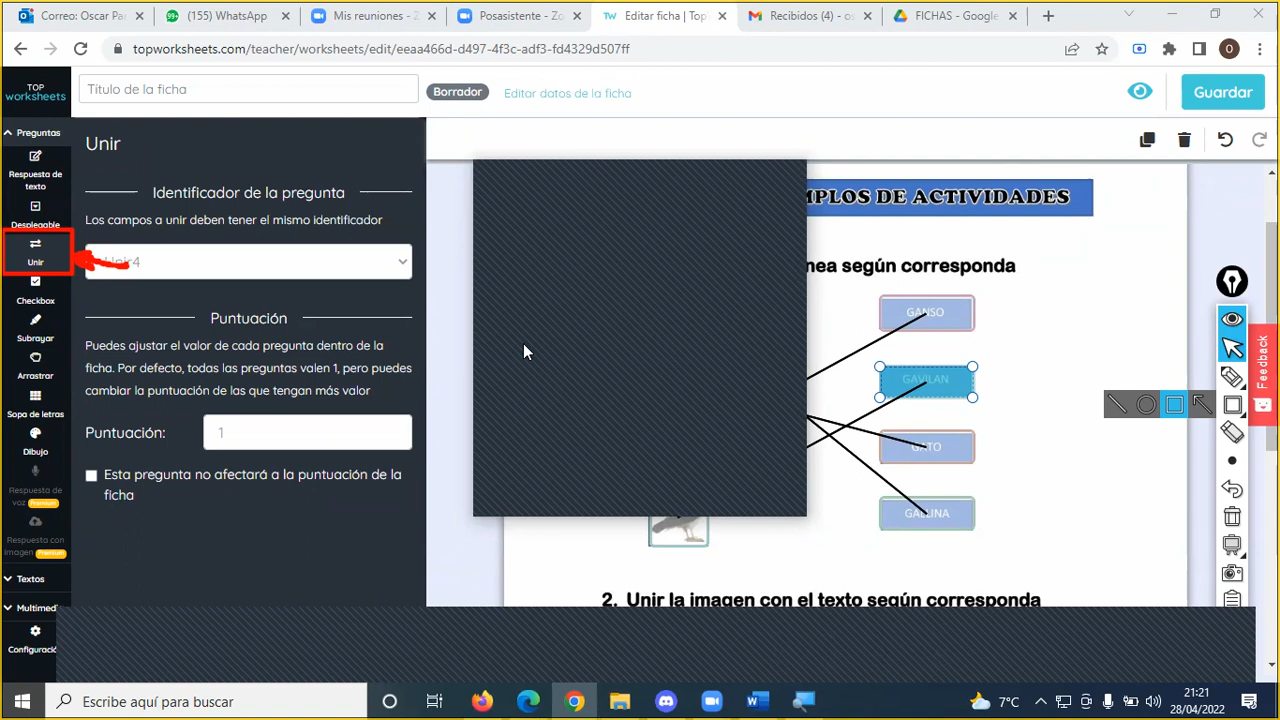 Correo: Oscar Pa
(155) WhatsApp
Mis reuniones - Z
Posasistente - Zo
Editar ficha | Top
Recibidos (4) - os
FICHAS - Google
topworksheets.com/teacher/worksheets/edit/eeaa466d-d497-4f3c-adf3-fd4329d507ff
O
TOP
worksheets
Título de la ficha
Borrador
Editar datos de la ficha
Guardar
Preguntas
Respuesta de
texto
Desplegable
Unir
Checkbox
Subrayar
Arrastrar
Sopa de letras
Dibujo
Respuesta de
voz Premium
Respuesta con
imagen Premium
Textos
Multimed
Configuració
Unir
Identificador de la pregunta
Los campos a unir deben tener el mismo identificador
Unir4
Puntuación
Puedes ajustar el valor de cada pregunta dentro de la
ficha. Por defecto, todas las preguntas valen 1, pero puedes
cambiar la puntuación de las que tengan más valor
Puntuación:
1
Esta pregunta no afectará a la puntuación de la
ficha
MPLOS DE ACTIVIDADES
nea según corresponda
GANSO
GAVILAN
GATO
GALLINA
2. Unir la imagen con el texto según corresponda
Feedback
Escribe aquí para buscar
7°C
21:21
28/04/2022